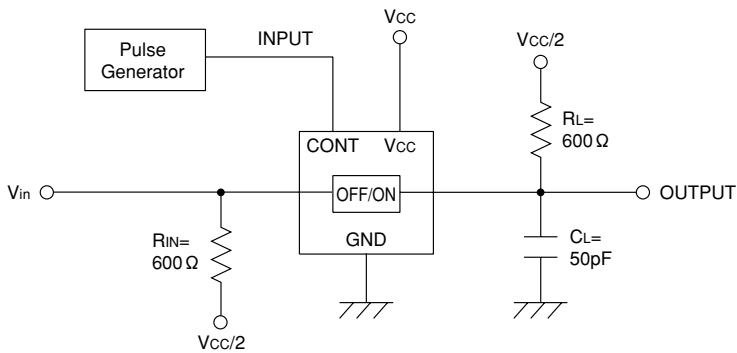 Vcc
INPUT
Vcc/2
Pulse
Generator
RL=
600Ω
CONT
Vcc
Vin
OFF/ON
OUTPUT
RIN=
600Ω
GND
CL=
50pF
Vcc/2